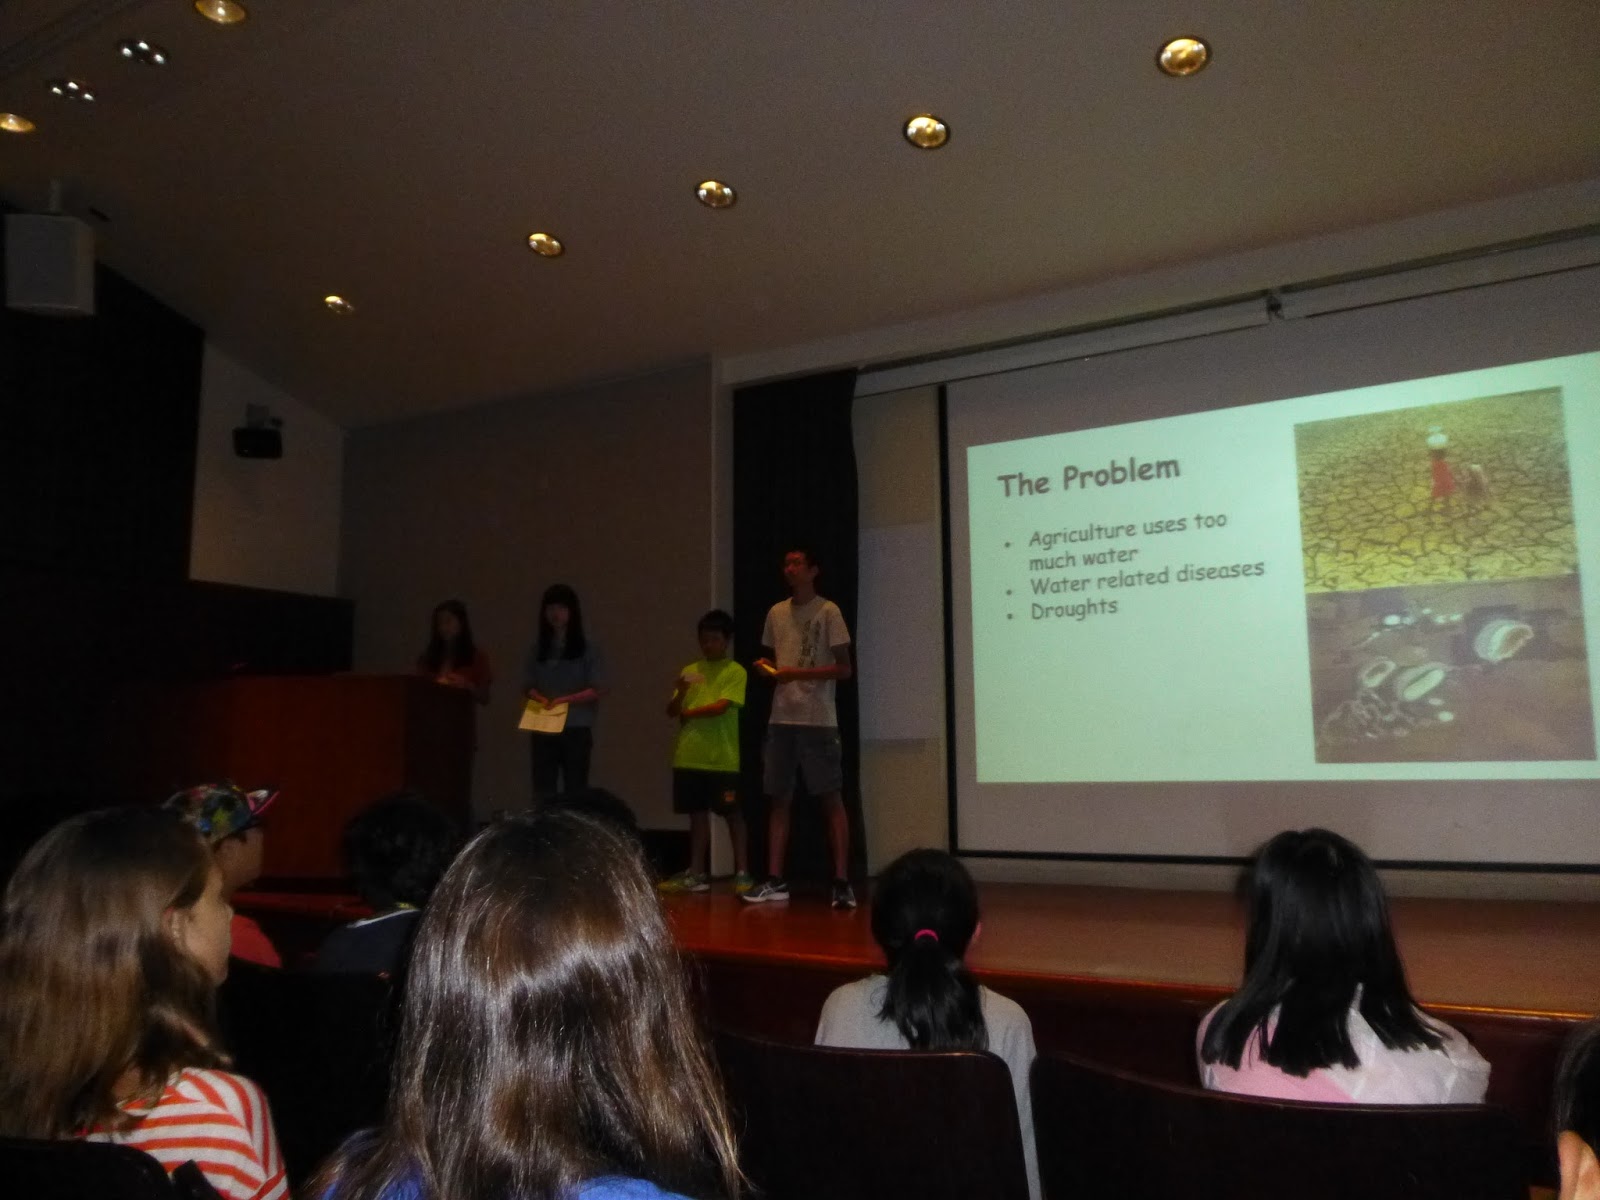 The Problem
• Agriculture uses too
much water
• Water related diseases
• Droughts